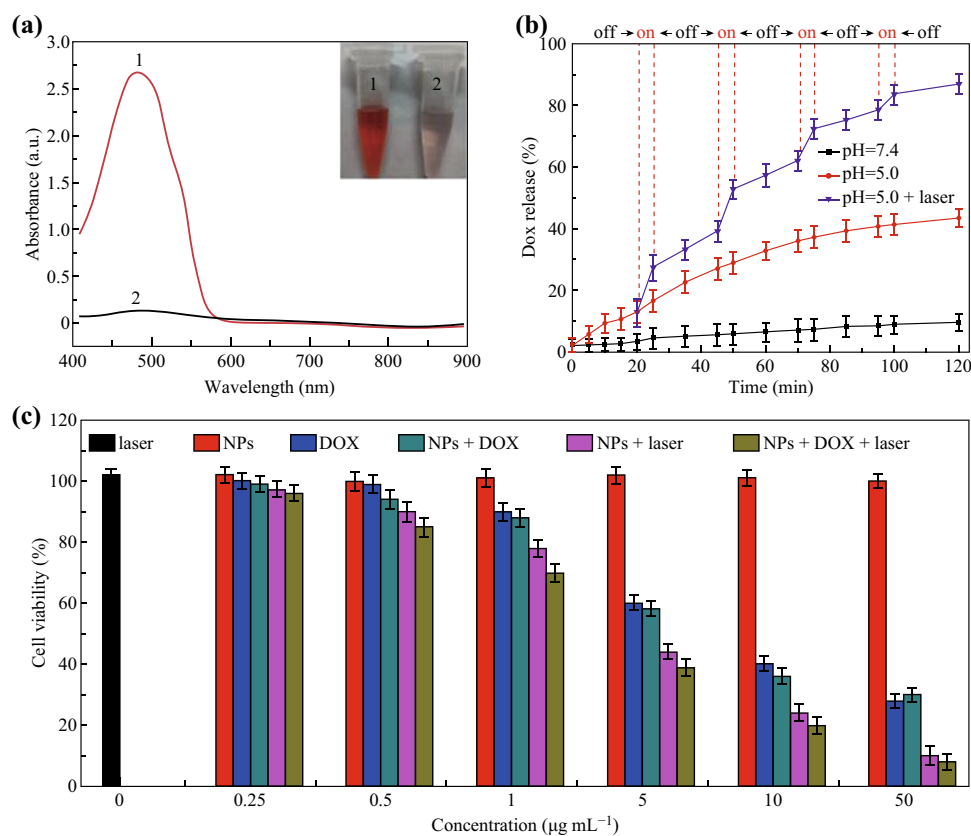 (a)
3.0
2.5
2.0
1.5
1.0
0.5
0
Absorbance (a.u.)
1
2
1 2
400 500 600 700 800 900
Wavelength (nm)
(b)
off → on ← off → on ← off → on ← off → on ← off
100
80
60
40
20
0
Dox release (%)
pH=7.4
pH=5.0
pH=5.0 + laser
0 20 40 60 80 100 120
Time (min)
(c)
120
100
80
60
40
20
0
Cell viability (%)
laser NPs DOX NPs + DOX NPs + laser NPs + DOX + laser
0 0.25 0.5 1 5 10 50
Concentration (μg mL⁻¹)